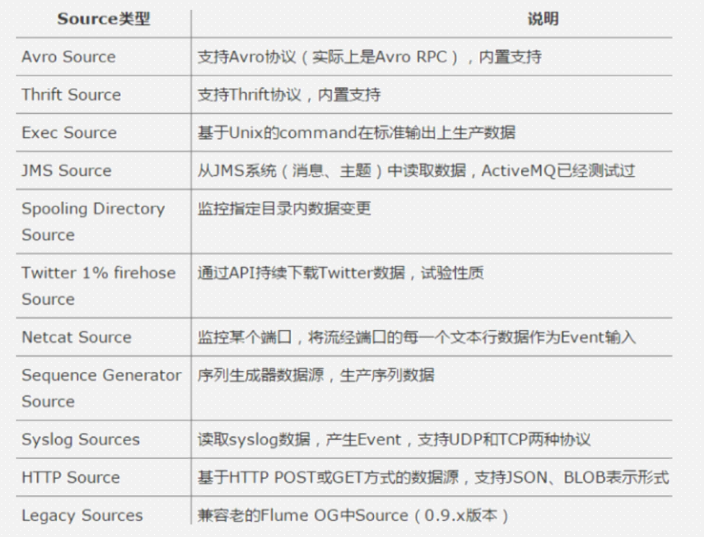 Source类型 说明
Avro Source 支持Avro协议（实际上是Avro RPC），内置支持
Thrift Source 支持Thrift协议，内置支持
Exec Source 基于Unix的command在标准输出上生产数据
JMS Source 从JMS系统（消息、主题）中读取数据，ActiveMQ已经测试过
Spooling Directory 监控指定目录内数据变更
Source
Twitter 1% firehose 通过API持续下载Twitter数据，试验性质
Source
Netcat Source 监控某个端口，将流经端口的每一个文本行数据作为Event输入
Sequence Generator 序列生成器数据源，生产序列数据
Source
Syslog Sources 读取syslog数据，产生Event，支持UDP和TCP两种协议
HTTP Source 基于HTTP POST或GET方式的数据源，支持JSON、BLOB表示形式
Legacy Sources 兼容老的Flume OG中Source（0.9.x版本）